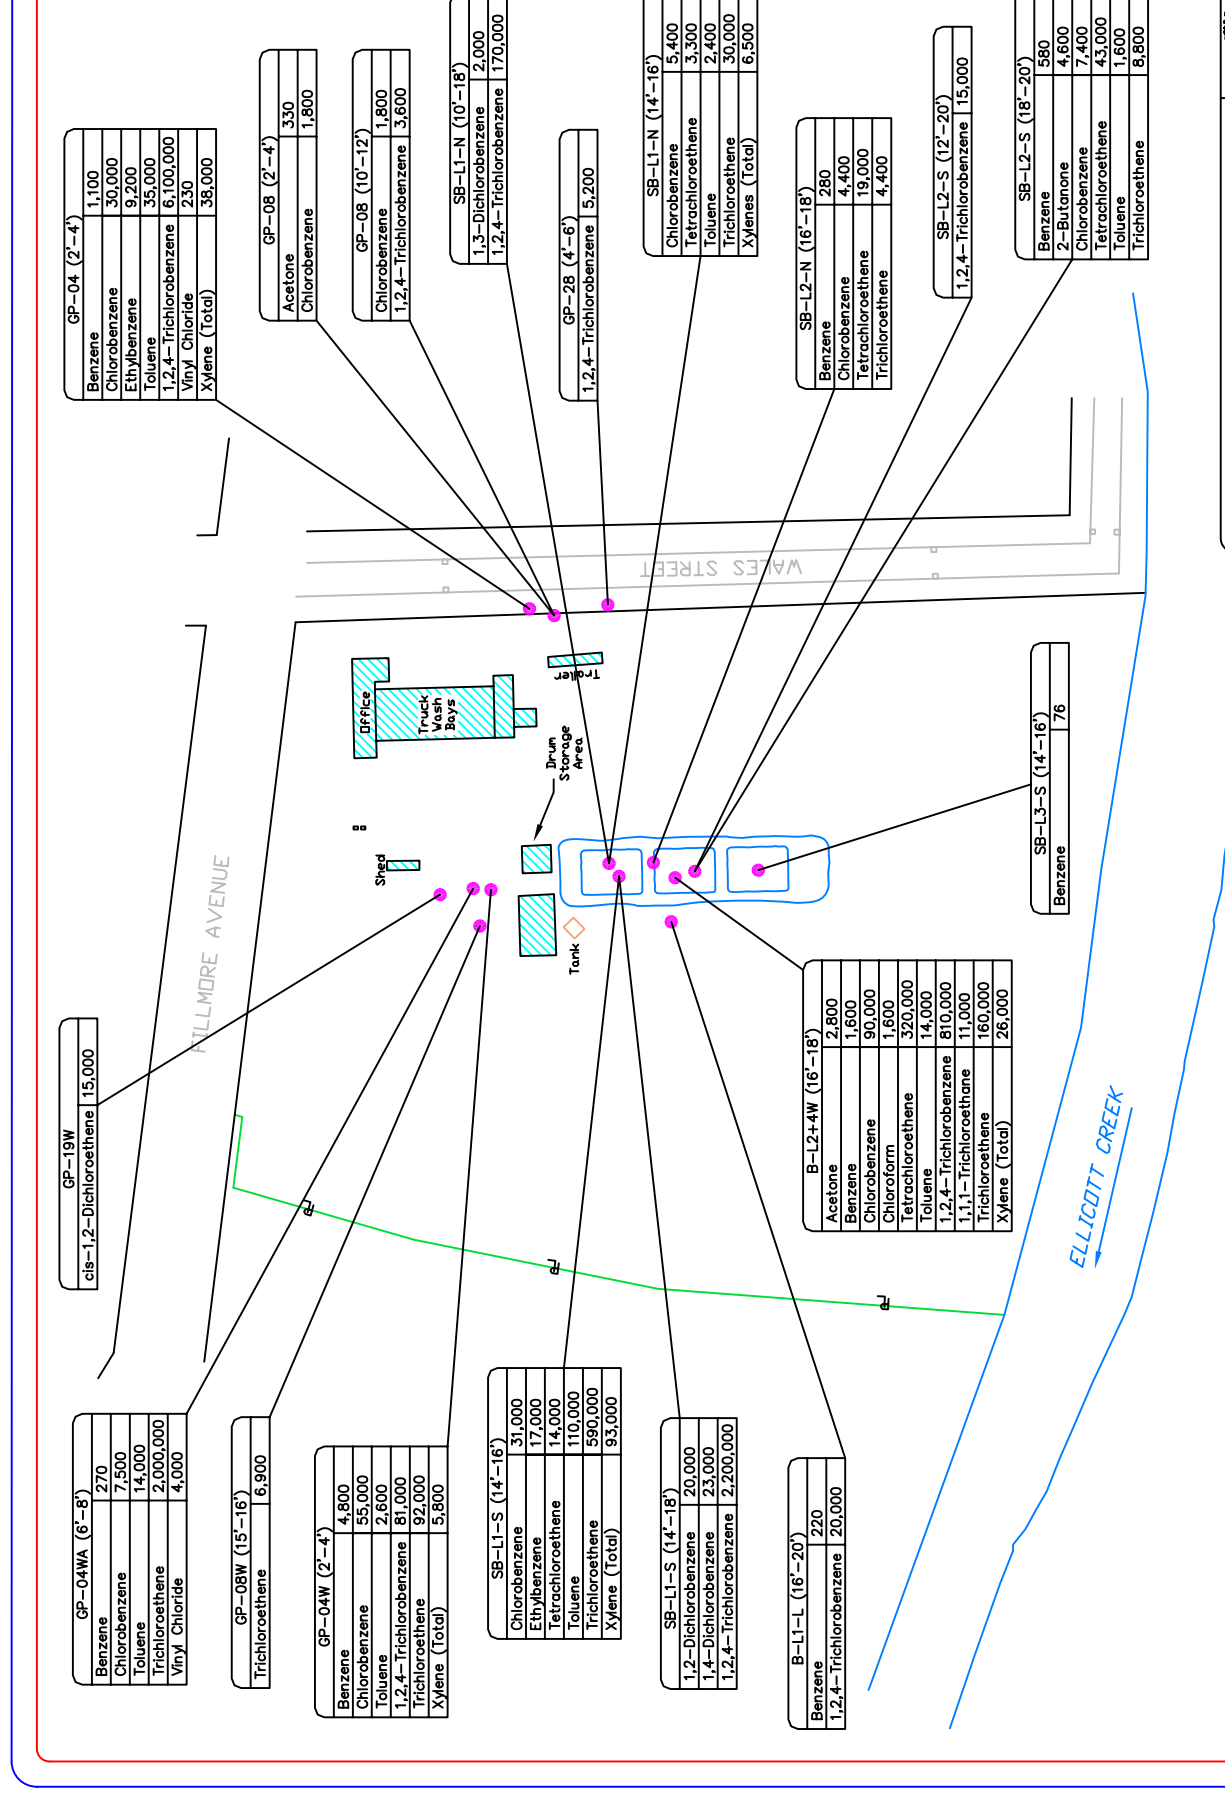 GP-04 (2'-4')
Benzene 1,100
Chlorobenzene 30,000
Ethylbenzene 9,200
Toluene 35,000
1,2,4-Trichlorobenzene 6,100,000
Vinyl Chloride 230
Xylene (Total) 38,000
GP-08 (2'-4')
Acetone 330
Chlorobenzene 1,800
GP-08 (10'-12')
Chlorobenzene 1,800
1,2,4-Trichlorobenzene 3,600
SB-L1-N (10'-18')
1,3-Dichlorobenzene 2,000
1,2,4-Trichlorobenzene 170,000
GP-28 (4'-6')
1,2,4-Trichlorobenzene 5,200
SB-L1-N (14'-16')
Chlorobenzene 5,400
Tetrachloroethene 3,300
Toluene 2,400
Trichloroethene 30,000
Xylenes (Total) 6,500
SB-L2-N (16'-18')
Benzene 280
Chlorobenzene 4,400
Tetrachloroethene 19,000
Trichloroethene 4,400
SB-L2-S (12'-20')
1,2,4-Trichlorobenzene 15,000
SB-L2-S (18'-20')
Benzene 580
2-Butanone 4,600
Chlorobenzene 7,400
Tetrachloroethene 43,000
Toluene 1,600
Trichloroethene 8,800
WALES STREET
FILLMORE AVENUE
Office
Truck
Wash
Bays
Trailer
Drum
Storage
Area
Shed
Tank
SB-L3-S (14'-16')
Benzene 76
GP-19W
cis-1,2-Dichloroethene 15,000
B-L2+4W (16'-18')
Acetone 2,800
Benzene 1,600
Chlorobenzene 90,000
Chloroform 1,600
Tetrachloroethene 320,000
Toluene 14,000
1,2,4-Trichlorobenzene 810,000
1,1,1-Trichloroethane 11,000
Trichloroethene 160,000
Xylene (Total) 26,000
ELLICOTT CREEK
GP-04WA (6'-8')
Benzene 270
Chlorobenzene 7,500
Toluene 14,000
Trichloroethene 2,000,000
Vinyl Chloride 4,000
GP-08W (15'-16')
Trichloroethene 6,900
GP-04W (2'-4')
Benzene 4,800
Chlorobenzene 55,000
Toluene 2,600
1,2,4-Trichlorobenzene 81,000
Trichloroethene 92,000
Xylene (Total) 5,800
SB-L1-S (14'-16')
Chlorobenzene 31,000
Ethylbenzene 17,000
Tetrachloroethene 14,000
Toluene 110,000
Trichloroethene 590,000
Xylene (Total) 93,000
SB-L1-S (14'-18')
1,2-Dichlorobenzene 20,000
1,4-Dichlorobenzene 23,000
1,2,4-Trichlorobenzene 2,200,000
B-L1-L (16'-20')
Benzene 220
1,2,4-Trichlorobenzene 20,000